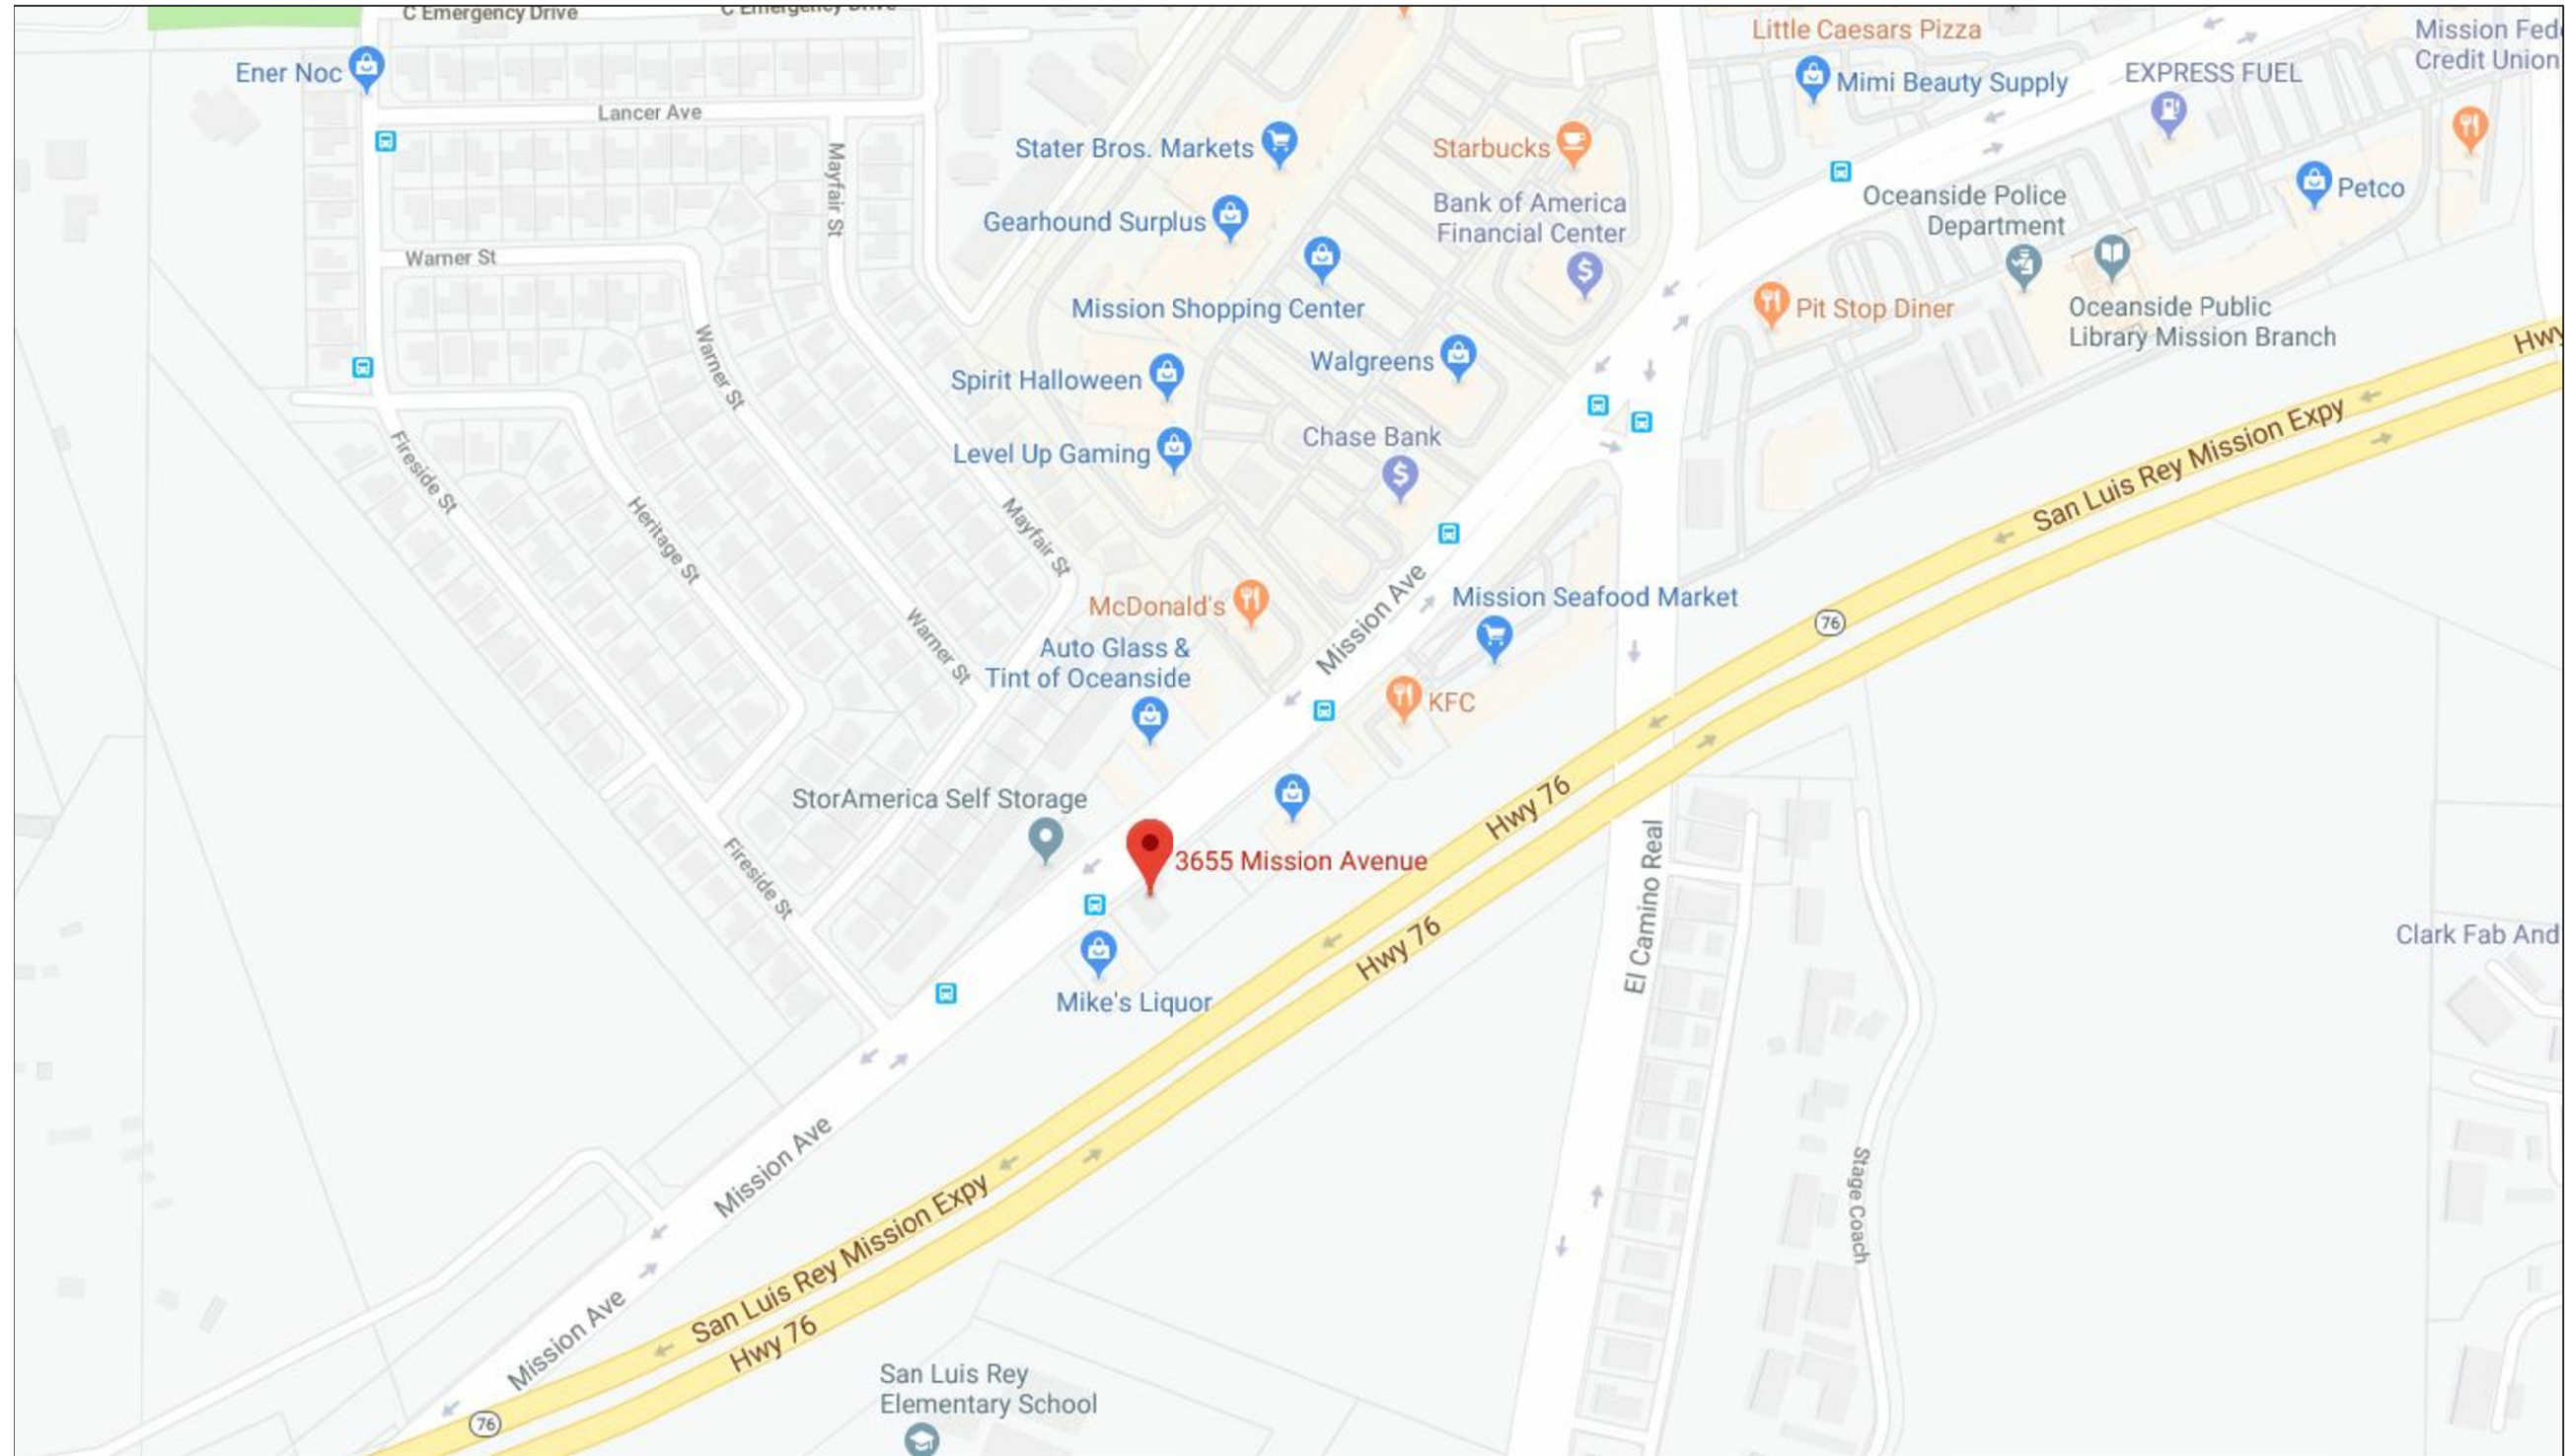 C Emergency Drive
C Emergency Drive
Little Caesars Pizza
Mission Fede
Credit Union
Ener Noc
Mimi Beauty Supply
EXPRESS FUEL
Lancer Ave
Stater Bros. Markets
Starbucks
Mayfair St
Petco
Oceanside Police
Department
Bank of America
Financial Center
Gearhound Surplus
Warner St
Mission Shopping Center
Pit Stop Diner
Oceanside Public
Library Mission Branch
Hwy
Warner St
Walgreens
Spirit Halloween
Chase Bank
Level Up Gaming
San Luis Rey Mission Expy
Fireside St
Heritage St
Mayfair St
McDonald's
Mission Ave
Mission Seafood Market
76
Auto Glass &
Tint of Oceanside
Warner St
KFC
StorAmerica Self Storage
Hwy 76
3655 Mission Avenue
Fireside St
El Camino Real
Hwy 76
Clark Fab And
Mike's Liquor
Mission Ave
Stage Coach
San Luis Rey Mission Expy
Mission Ave
Hwy 76
San Luis Rey
Elementary School
76